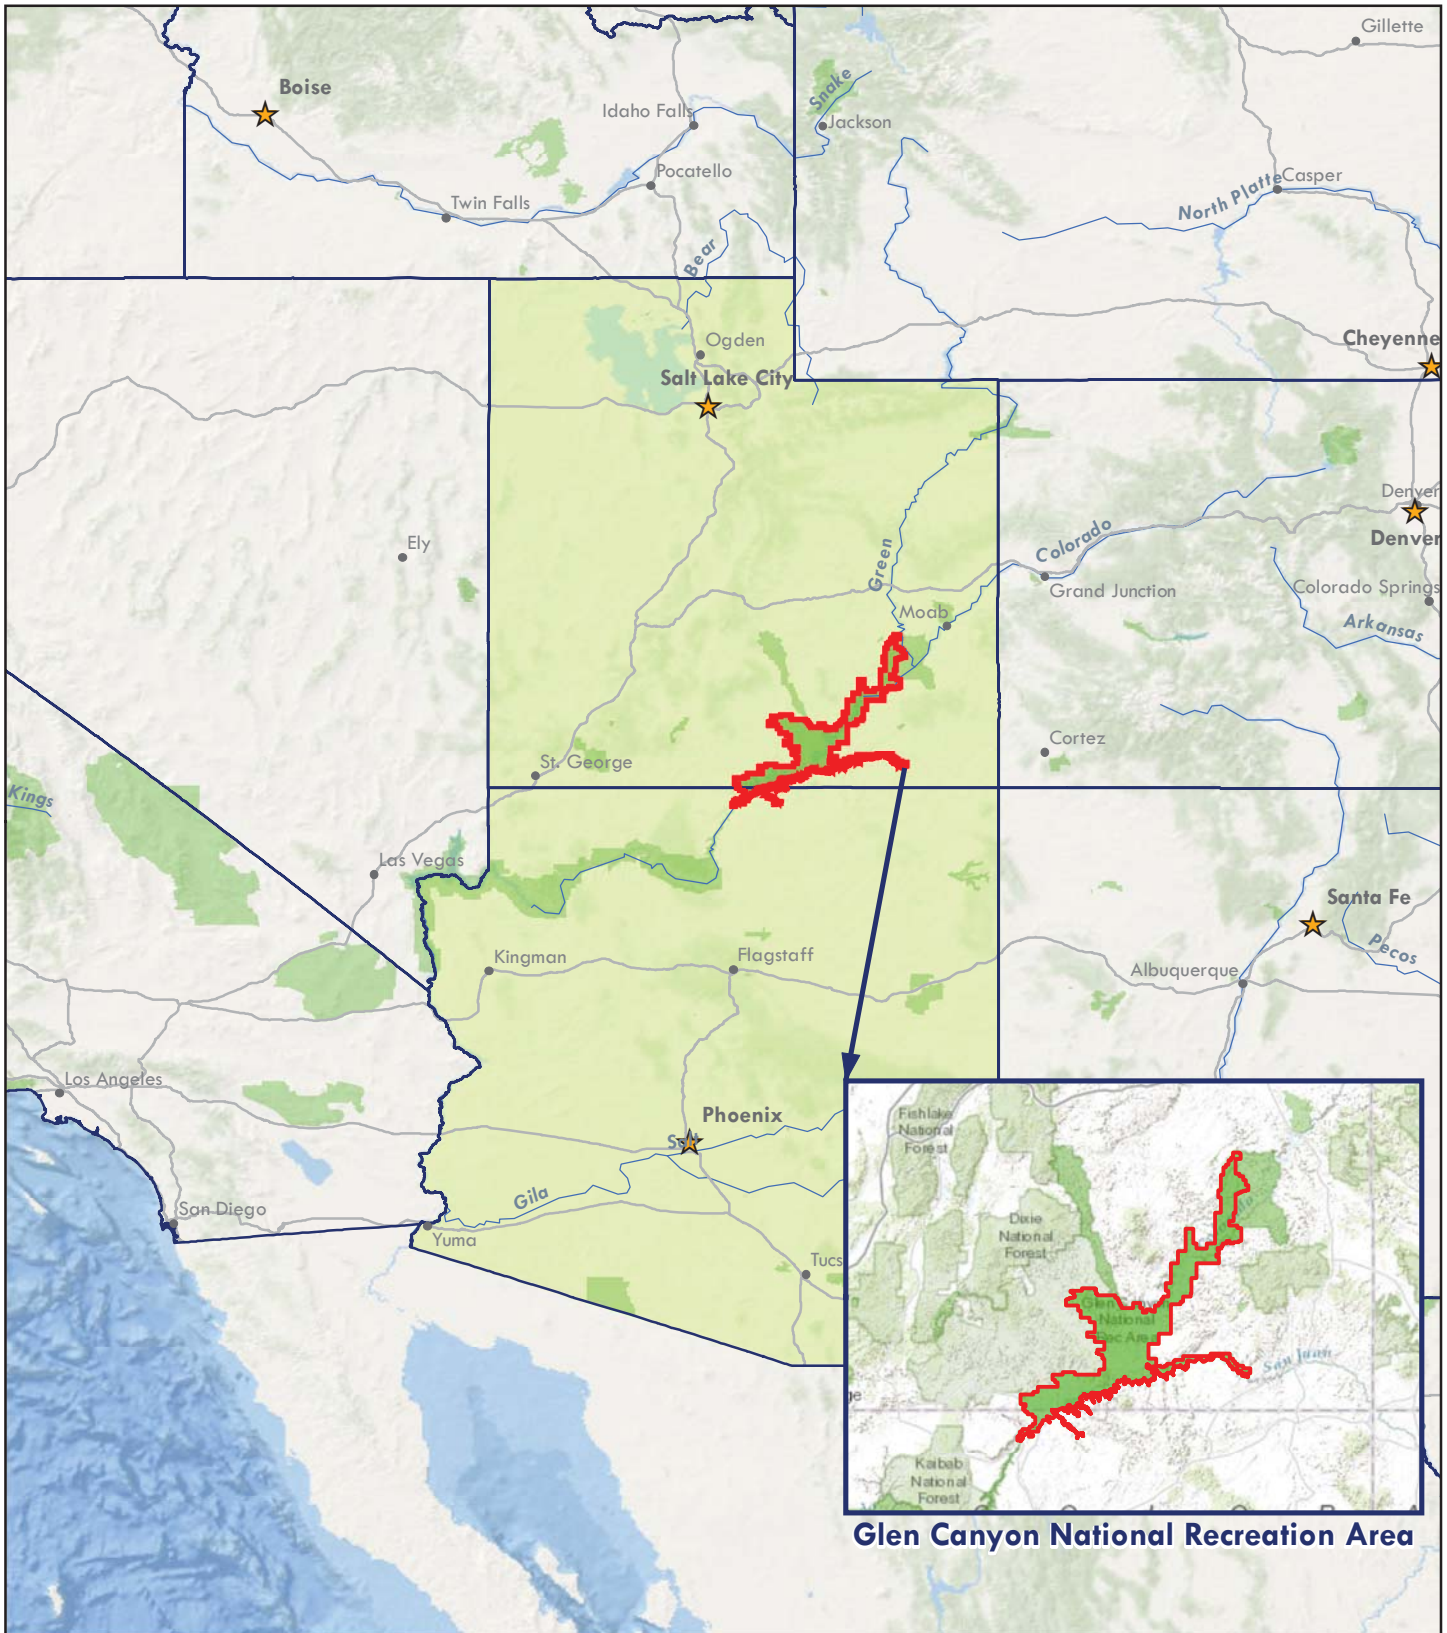 Gillette
Boise
Snake
Idaho Falls
Jackson
Pocatello
Casper
North Platte
Twin Falls
Bear
Ogden
Cheyenne
Salt Lake City
Denver
Denver
Ely
Green
Colorado
Grand Junction
Colorado Springs
Moab
Arkansas
Cortez
St. George
Kings
Las Vegas
Santa Fe
Pecos
Kingman
Flagstaff
Albuquerque
Los Angeles
Phoenix
Salt
Gila
San Diego
Yuma
Tucs
Fishlake
National
Forest
Dixie
National
Forest
Glen Canyon
National
Rec Area
San Juan
Kaibab
National
Forest
Glen Canyon National Recreation Area